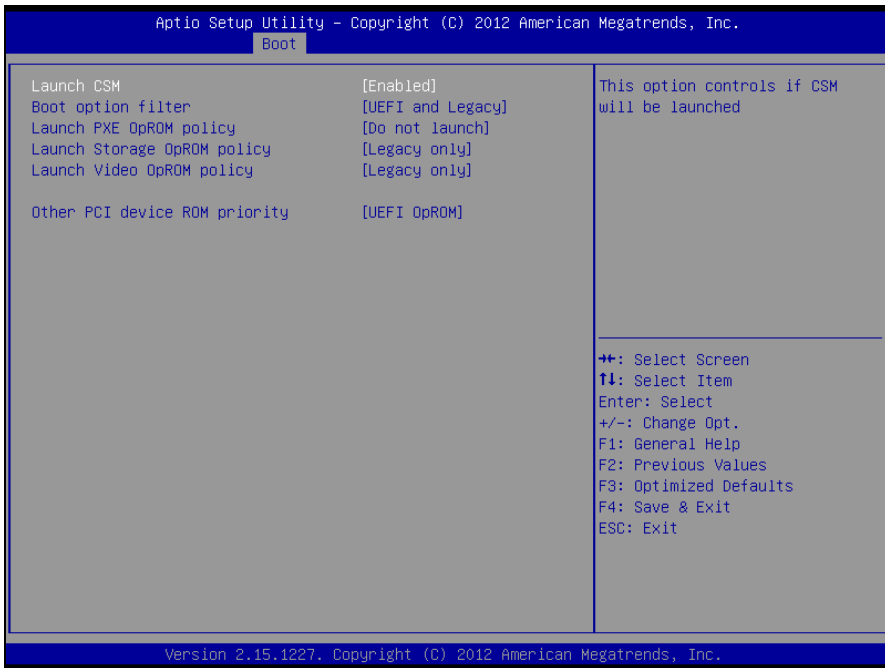 Aptio Setup Utility – Copyright (C) 2012 American Megatrends, Inc.
Boot
Launch CSM [Enabled]
Boot option filter [UEFI and Legacy]
Launch PXE OpROM policy [Do not launch]
Launch Storage OpROM policy [Legacy only]
Launch Video OpROM policy [Legacy only]
Other PCI device ROM priority [UEFI OpROM]
This option controls if CSM
will be launched
→←: Select Screen
↑↓: Select Item
Enter: Select
+/-: Change Opt.
F1: General Help
F2: Previous Values
F3: Optimized Defaults
F4: Save & Exit
ESC: Exit
Version 2.15.1227. Copyright (C) 2012 American Megatrends, Inc.